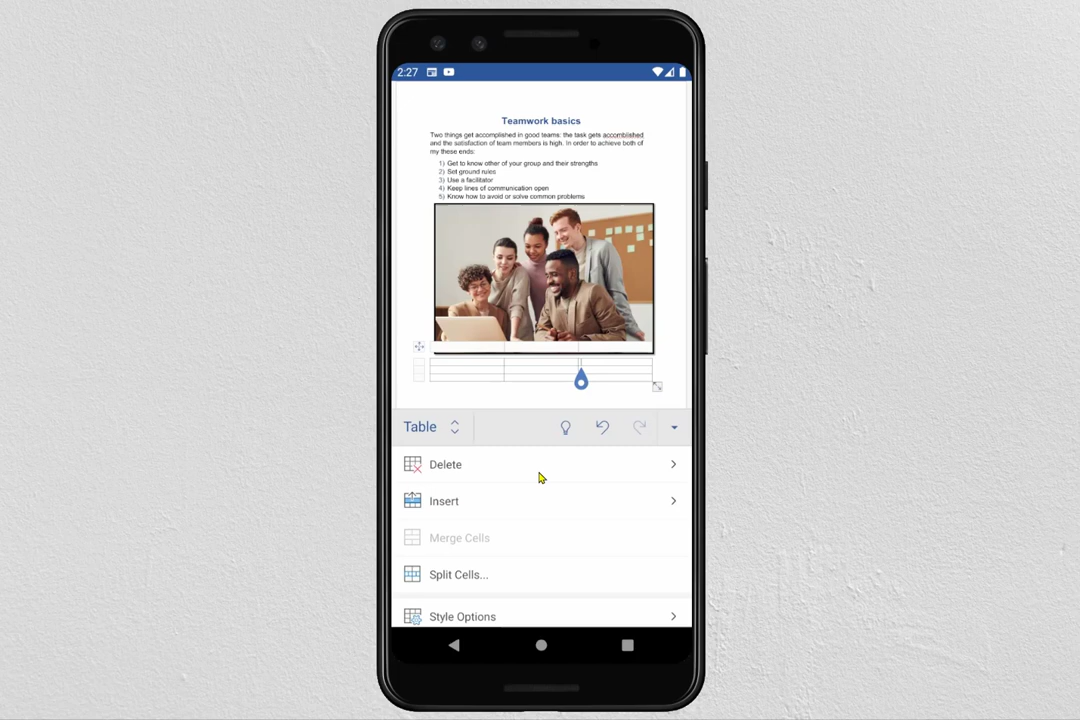 2:27
Teamwork basics
Two things get accomplished in good teams: the task gets accomblished
and the satisfaction of team members is high. In order to achieve both of
my these ends:
1) Get to know other of your group and their strengths
2) Set ground rules
3) Use a facilitator
4) Keep lines of communication open
5) Know how to avoid or solve common problems
Table
Delete
Insert
Merge Cells
Split Cells...
Style Options